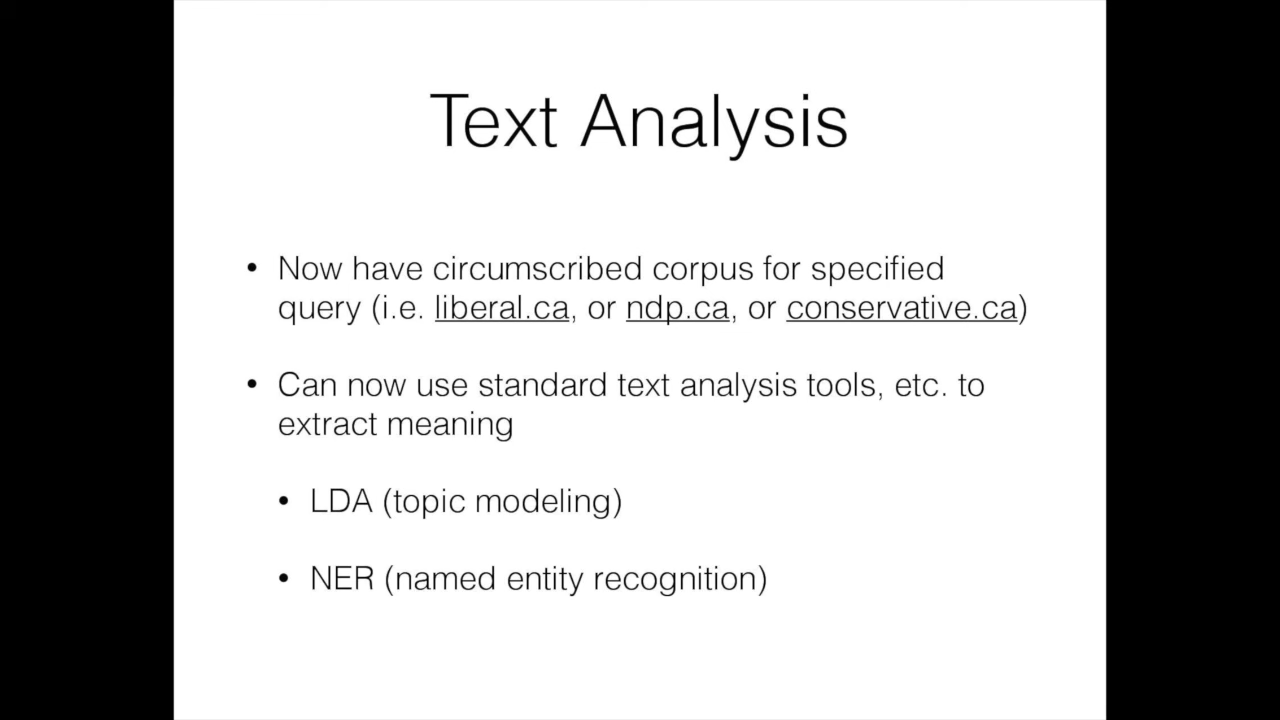 Text Analysis
• Now have circumscribed corpus for specified
query (i.e. liberal.ca, or ndp.ca, or conservative.ca)
• Can now use standard text analysis tools, etc. to
extract meaning
• LDA (topic modeling)
• NER (named entity recognition)